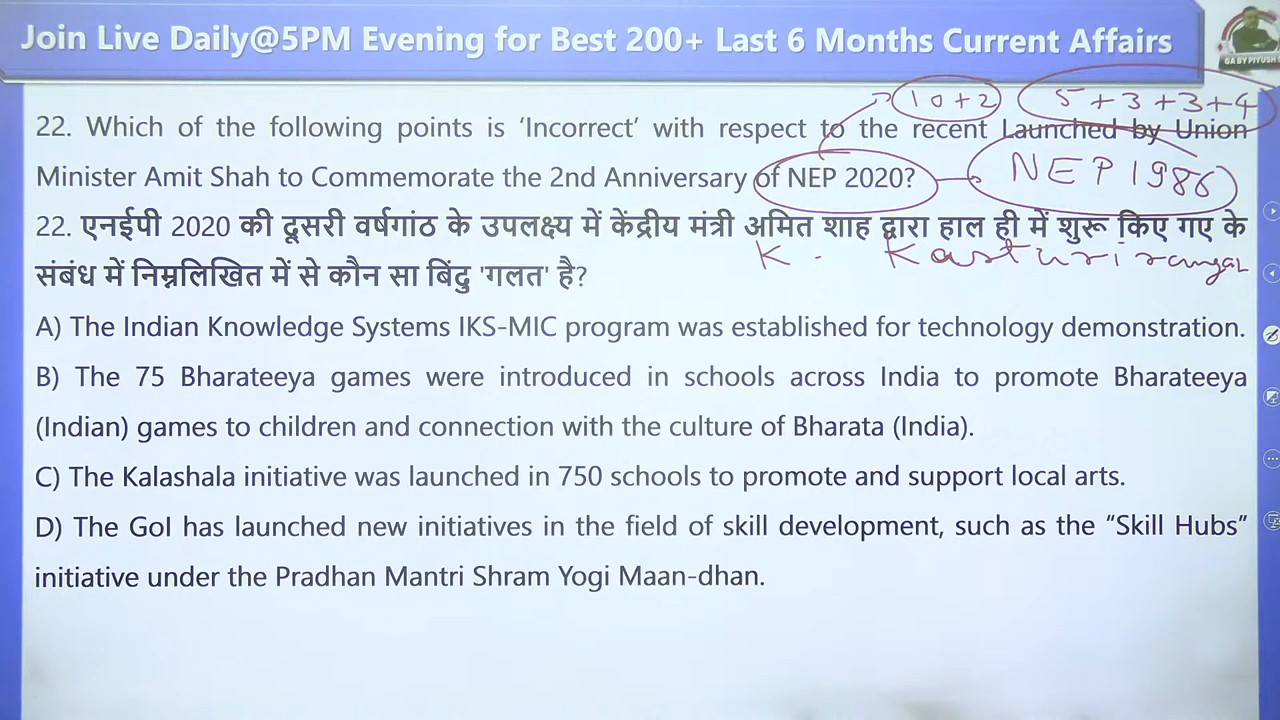 Join Live Daily@5PM Evening for Best 200+ Last 6 Months Current Affairs
GA BY PIYUSH S
10+2 5+3+3+4
22. Which of the following points is ‘Incorrect’ with respect to the recent Launched by Union
Minister Amit Shah to Commemorate the 2nd Anniversary of NEP 2020?
NEP 1986
22. एनईपी 2020 की दूसरी वर्षगांठ के उपलक्ष्य में केंद्रीय मंत्री अमित शाह द्वारा हाल ही में शुरू किए गए के
K. Kasturirangan
संबंध में निम्नलिखित में से कौन सा बिंदु 'गलत' है?
A) The Indian Knowledge Systems IKS-MIC program was established for technology demonstration.
B) The 75 Bharateeya games were introduced in schools across India to promote Bharateeya
(Indian) games to children and connection with the culture of Bharata (India).
C) The Kalashala initiative was launched in 750 schools to promote and support local arts.
D) The GoI has launched new initiatives in the field of skill development, such as the “Skill Hubs”
initiative under the Pradhan Mantri Shram Yogi Maan-dhan.